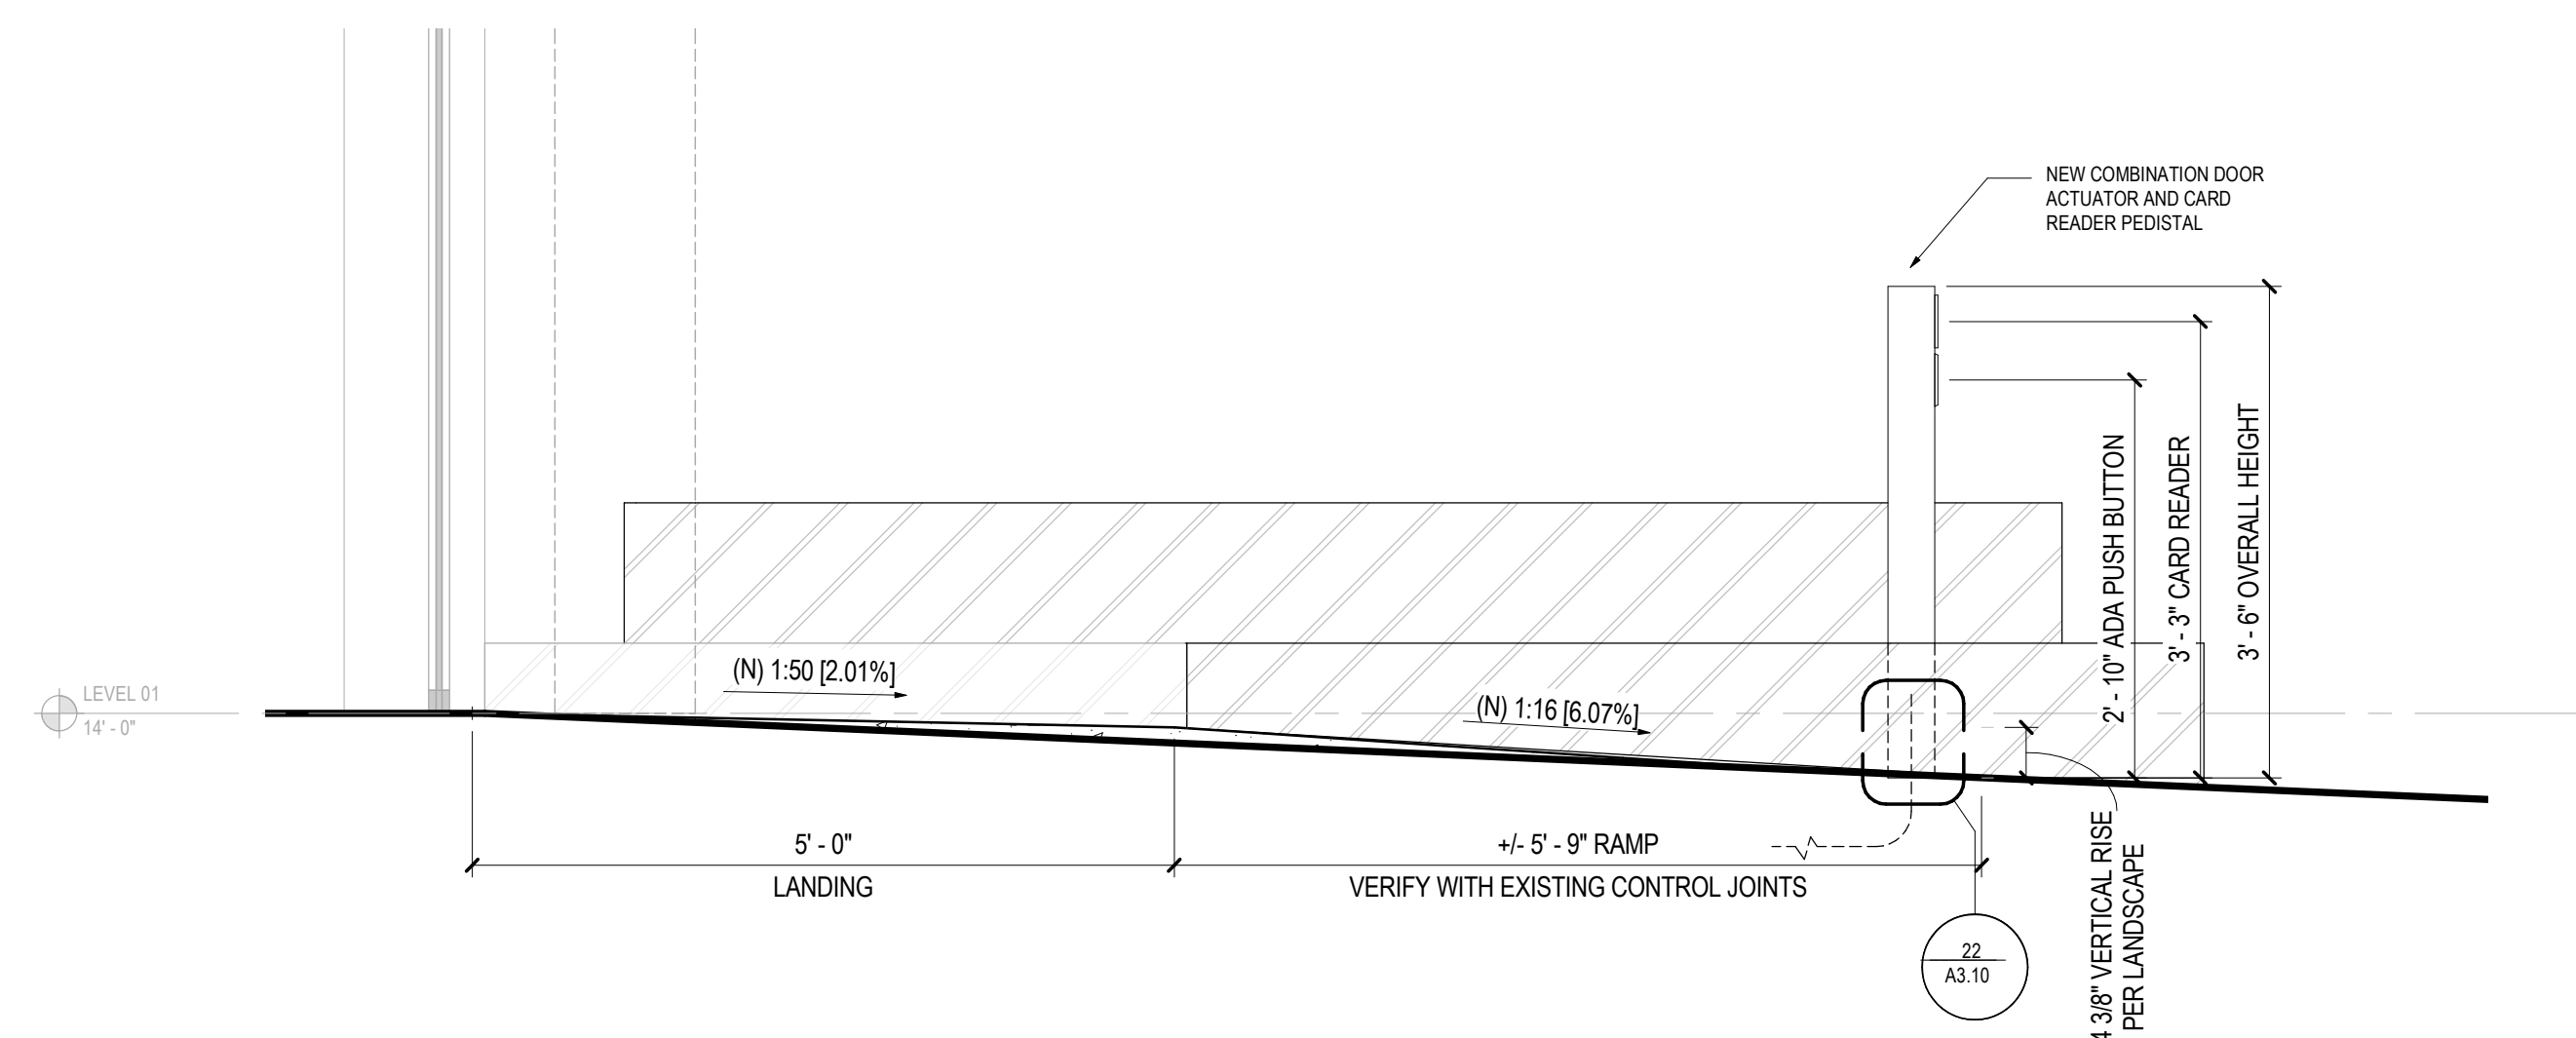 NEW COMBINATION DOOR
ACTUATOR AND CARD
READER PEDISTAL
2' - 10" ADA PUSH BUTTON
3' - 3" CARD READER
3' - 6" OVERALL HEIGHT
(N) 1:50 [2.01%]
(N) 1:16 [6.07%]
LEVEL 01
14' - 0"
5' - 0"
LANDING
+/- 5' - 9" RAMP
VERIFY WITH EXISTING CONTROL JOINTS
22
A3.10
4 3/8" VERTICAL RISE
PER LANDSCAPE